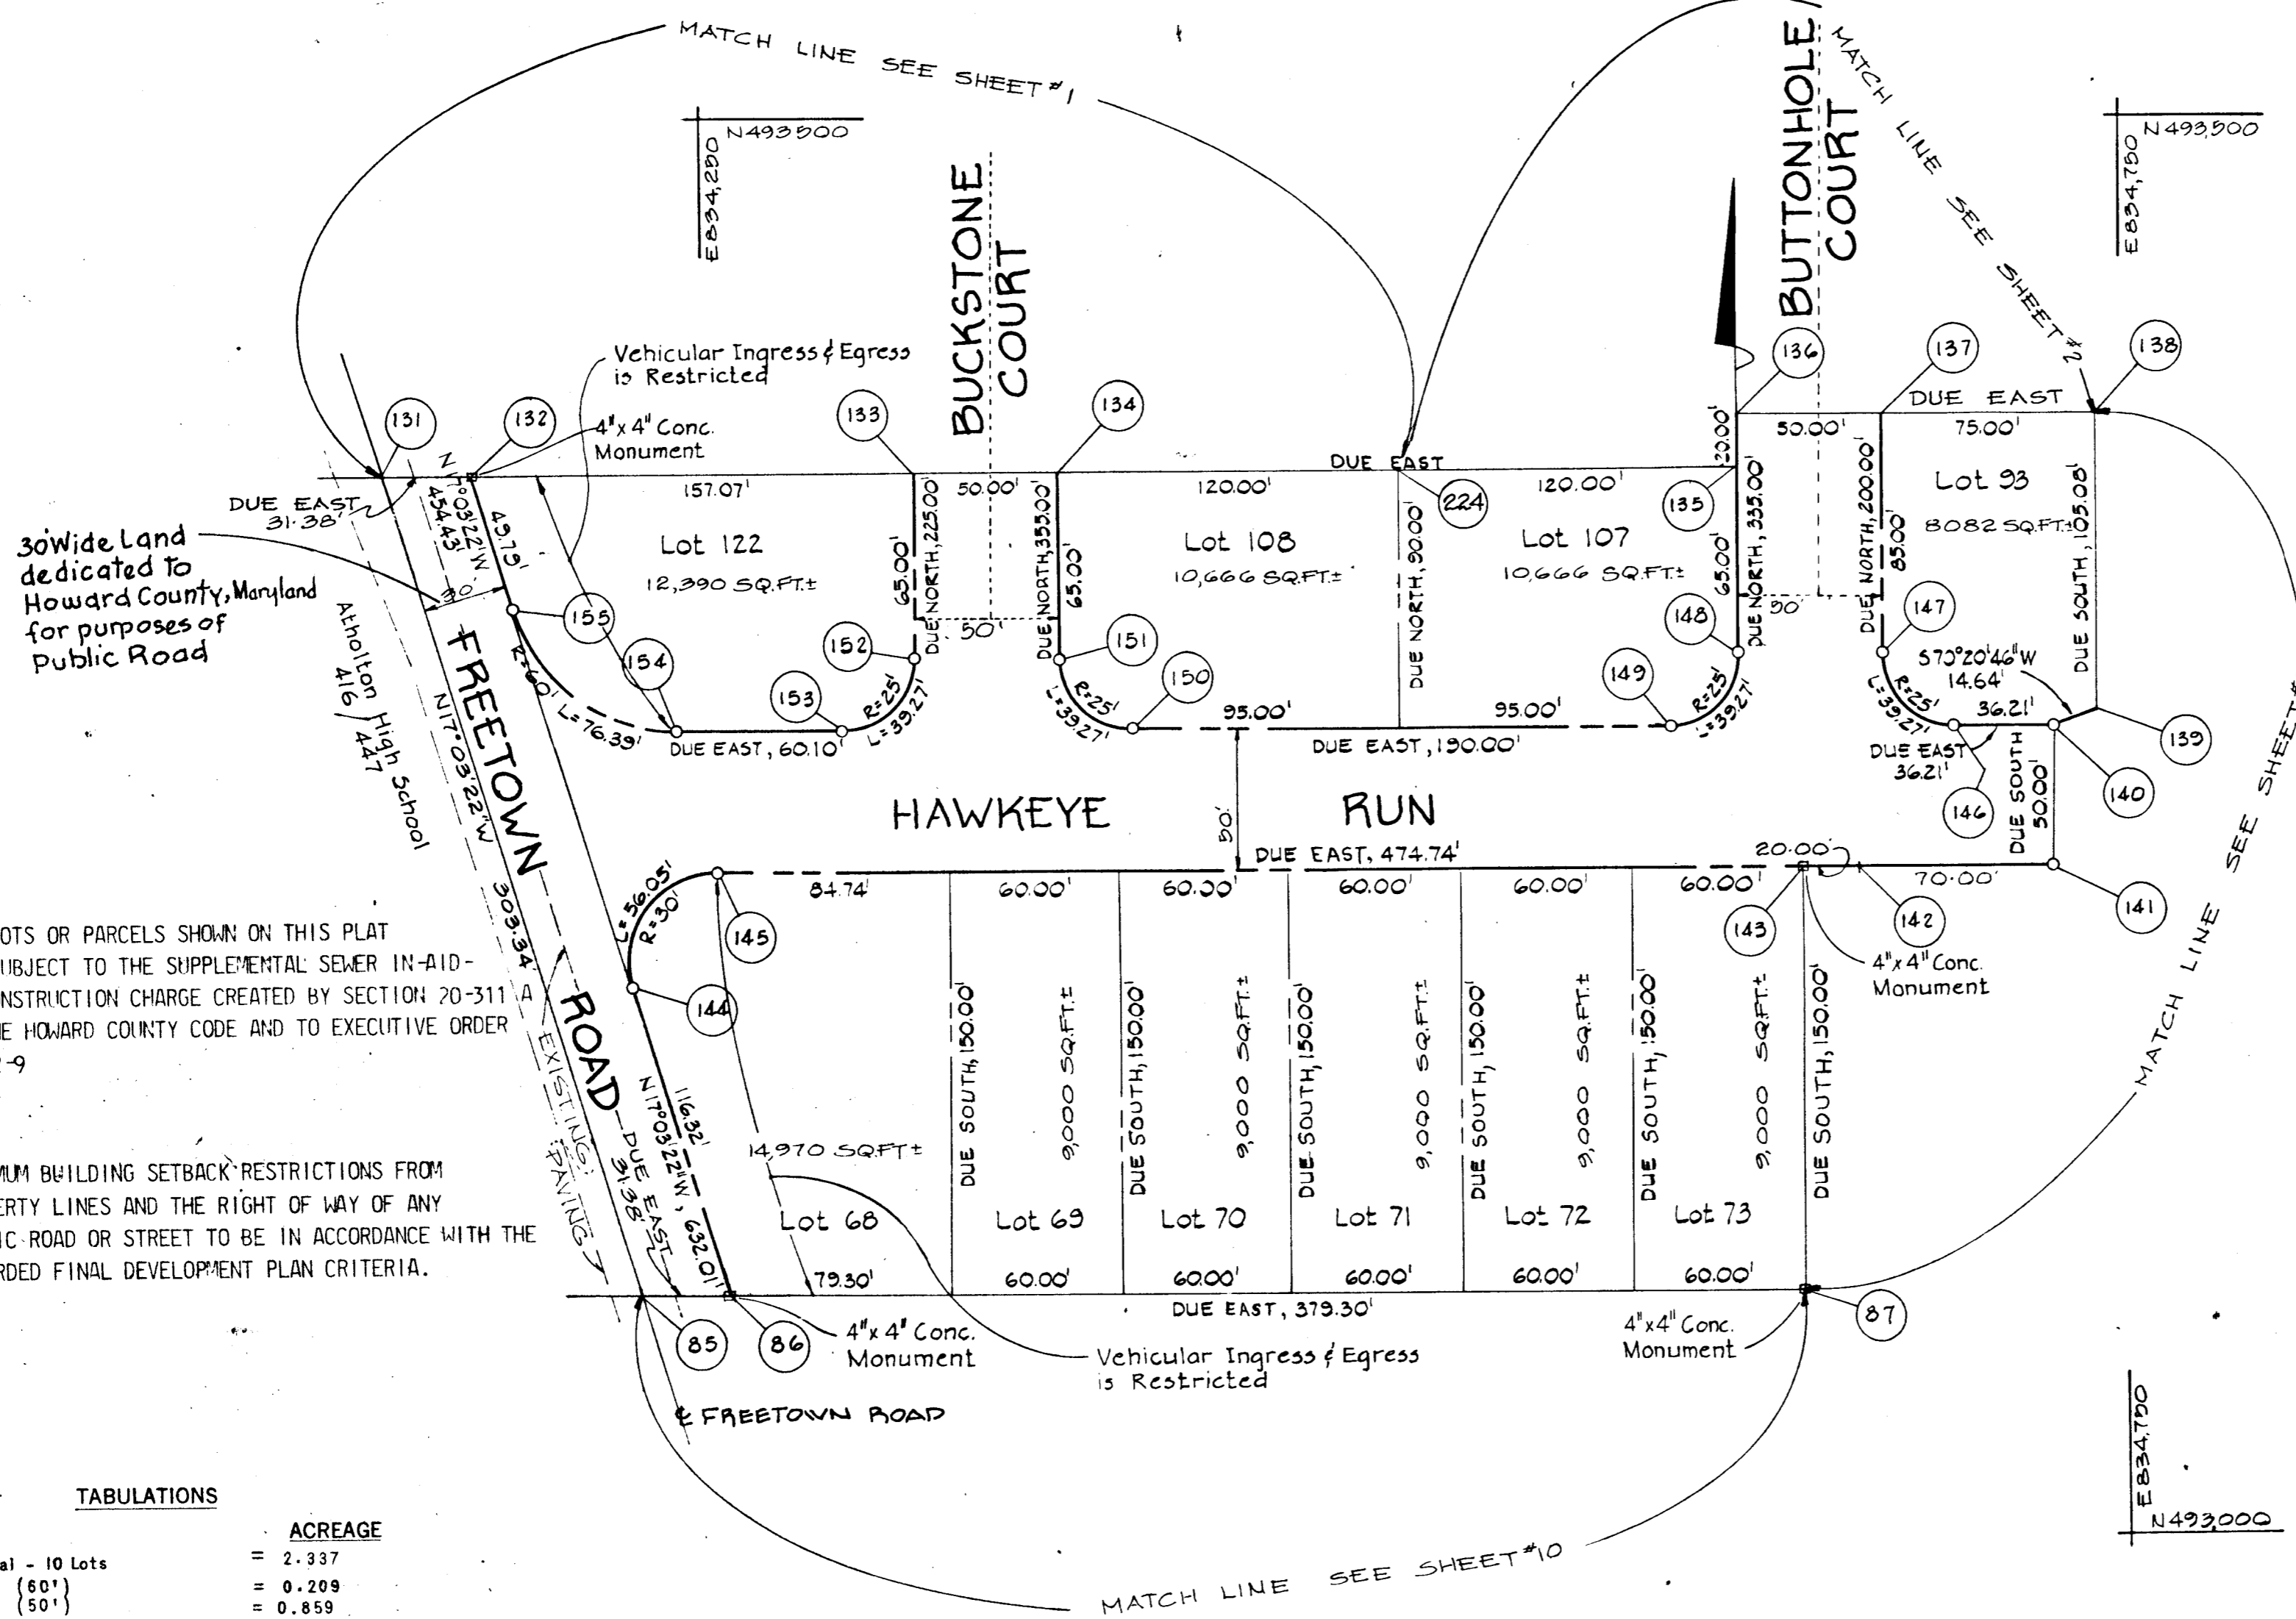 MATCH LINE SEE SHEET #1
MATCH LINE SEE SHEET 2#
N493500
E834,250
N493,500
E834,750
BUCKSTONE
COURT
BUTTONHOLE
COURT
Vehicular Ingress & Egress
is Restricted
4"x 4" Conc.
Monument
131
132
133
134
136
137
138
DUE EAST
31.38'
N17°03'22"W
454.43'
49.79'
157.07'
50.00'
120.00'
DUE EAST
224
120.00'
135
20.00'
50.00'
DUE EAST
75.00'
30' Wide Land
dedicated to
Howard County, Maryland
for purposes of
Public Road
30'
Atholton High School
416/447
Lot 122
12,390 SQ.FT.±
65.00'
DUE NORTH, 225.00'
50'
DUE NORTH, 355.00'
65.00'
Lot 108
10,666 SQ.FT.±
DUE NORTH, 90.00'
Lot 107
10,666 SQ.FT.±
65.00'
DUE NORTH, 335.00'
50'
DUE NORTH, 200.00'
85.00'
Lot 93
8082 SQ.FT.±
DUE SOUTH, 105.08'
155
154
153
152
151
150
149
148
147
R=60'
L=76.39'
DUE EAST, 60.10'
R=25'
L=39.27'
R=25'
L=39.27'
95.00'
95.00'
DUE EAST, 190.00'
R=25'
L=39.27'
R=25'
L=39.27'
S70°20'46"W
14.64'
36.21'
DUE EAST
36.21'
146
DUE SOUTH
50.00'
139
140
MATCH LINE SEE SHEET#
FREETOWN ROAD
N17°03'22"W 303.34'
HAWKEYE RUN
50'
DUE EAST, 474.74'
20.00'
70.00'
L=56.05'
R=30'
145
144
84.74'
60.00'
60.00'
60.00'
60.00'
60.00'
143
142
141
4"x 4" Conc.
Monument
OTS OR PARCELS SHOWN ON THIS PLAT
UBJECT TO THE SUPPLEMENTAL SEWER IN-AID-
NSTRUCTION CHARGE CREATED BY SECTION 20-311 A
E HOWARD COUNTY CODE AND TO EXECUTIVE ORDER
-9
EXISTING
PAVING
116.32'
N17°03'22"W, 632.01'
DUE EAST
31.38'
14,970 SQ.FT±
DUE SOUTH, 150.00'
9,000 SQ.FT.±
DUE SOUTH, 150.00'
9,000 SQ.FT.±
DUE SOUTH, 150.00'
9,000 SQ.FT.±
DUE SOUTH, 150.00'
9,000 SQ.FT.±
DUE SOUTH, 150.00'
9,000 SQ.FT.±
DUE SOUTH, 150.00'
MUM BUILDING SETBACK RESTRICTIONS FROM
ERTY LINES AND THE RIGHT OF WAY OF ANY
IC ROAD OR STREET TO BE IN ACCORDANCE WITH THE
RDED FINAL DEVELOPMENT PLAN CRITERIA.
Lot 68
Lot 69
Lot 70
Lot 71
Lot 72
Lot 73
79.30'
60.00'
60.00'
60.00'
60.00'
60.00'
DUE EAST, 379.30'
85
86
87
4"x 4" Conc.
Monument
Vehicular Ingress & Egress
is Restricted
4"x4" Conc.
Monument
℄ FREETOWN ROAD
E834,750
N493,000
MATCH LINE SEE SHEET #10
TABULATIONS
ACREAGE
al - 10 Lots = 2.337
(60') = 0.209
(50') = 0.859